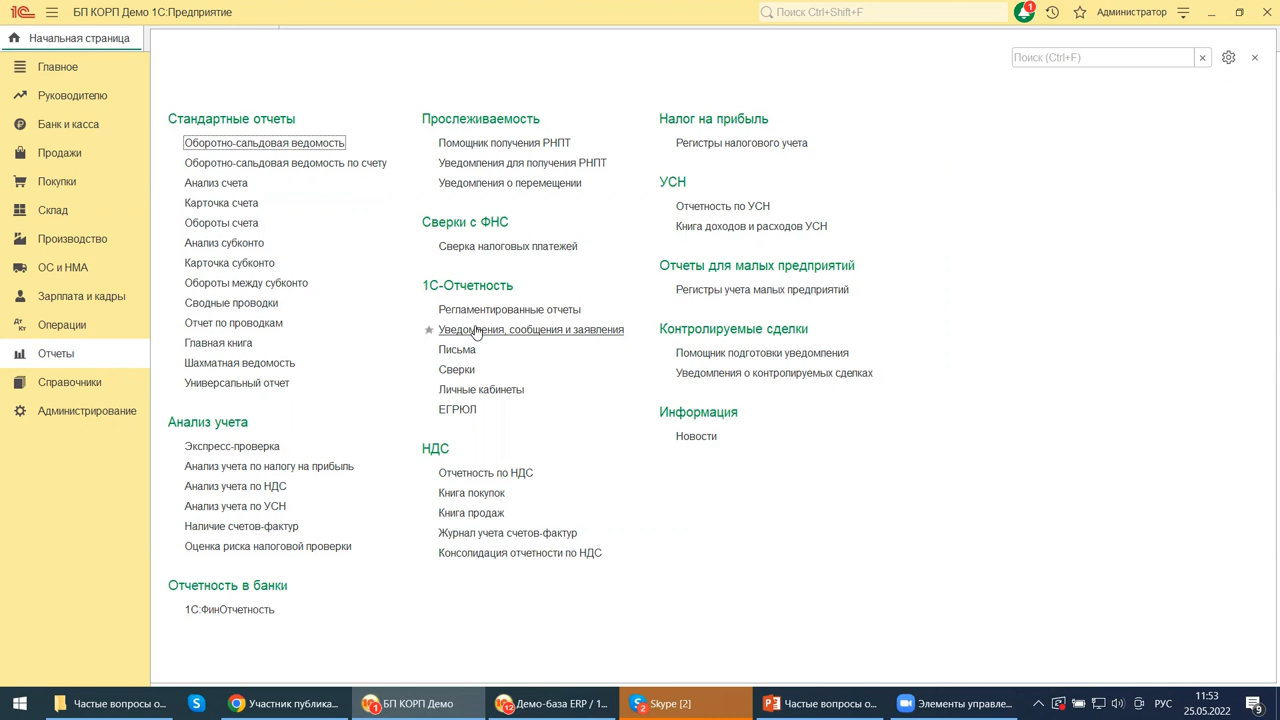 БП КОРП Демо 1С:Предприятие
Поиск Ctrl+Shift+F
1
Администратор
Начальная страница
Поиск (Ctrl+F)
Главное
Руководителю
Банк и касса
Продажи
Покупки
Склад
Производство
ОС и НМА
Зарплата и кадры
Дт Кт Операции
Отчеты
Справочники
Администрирование
Стандартные отчеты
Оборотно-сальдовая ведомость
Оборотно-сальдовая ведомость по счету
Анализ счета
Карточка счета
Обороты счета
Анализ субконто
Карточка субконто
Обороты между субконто
Сводные проводки
Отчет по проводкам
Главная книга
Шахматная ведомость
Универсальный отчет
Анализ учета
Экспресс-проверка
Анализ учета по налогу на прибыль
Анализ учета по НДС
Анализ учета по УСН
Наличие счетов-фактур
Оценка риска налоговой проверки
Отчетность в банки
1С:ФинОтчетность
Прослеживаемость
Помощник получения РНПТ
Уведомления для получения РНПТ
Уведомления о перемещении
Сверки с ФНС
Сверка налоговых платежей
1С-Отчетность
Регламентированные отчеты
Уведомления, сообщения и заявления
Письма
Сверки
Личные кабинеты
ЕГРЮЛ
НДС
Отчетность по НДС
Книга покупок
Книга продаж
Журнал учета счетов-фактур
Консолидация отчетности по НДС
Налог на прибыль
Регистры налогового учета
УСН
Отчетность по УСН
Книга доходов и расходов УСН
Отчеты для малых предприятий
Регистры учета малых предприятий
Контролируемые сделки
Помощник подготовки уведомления
Уведомления о контролируемых сделках
Информация
Новости
Частые вопросы о...
Участник публика...
БП КОРП Демо
Демо-база ERP / 1...
Skype [2]
Частые вопросы о...
Элементы управле...
РУС
11:53
25.05.2022
9